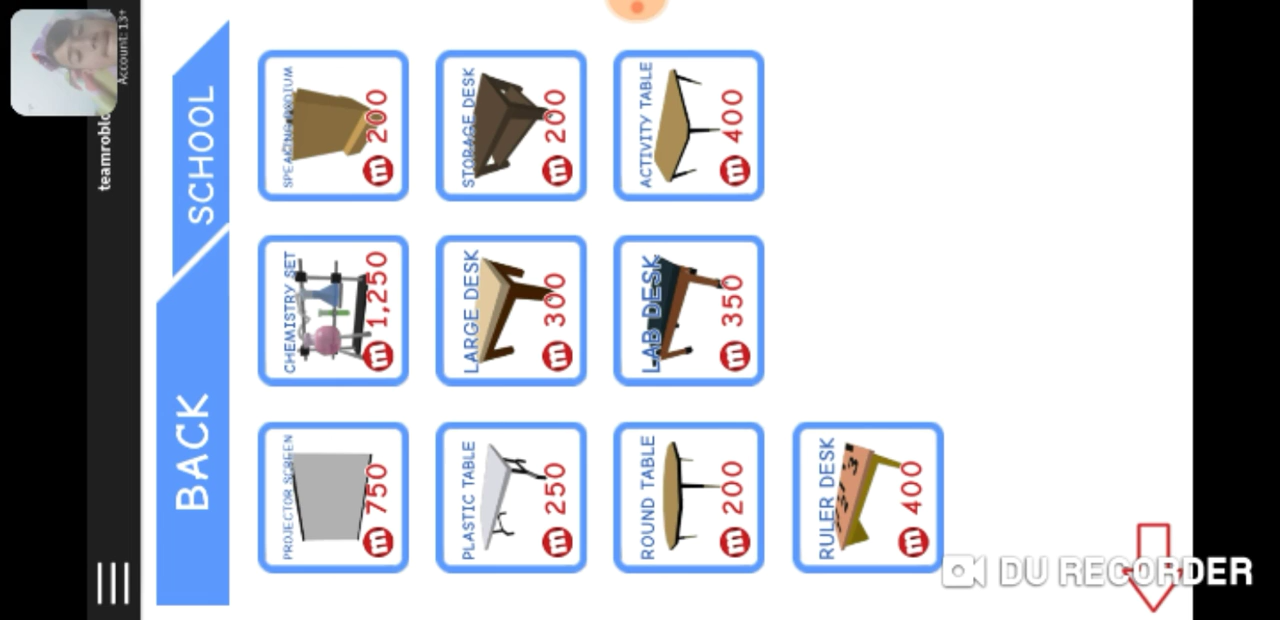 teamroblo
Account: 13+
BACK
SCHOOL
PROJECTOR SCREEN
m 750
CHEMISTRY SET
m 1,250
SPEAKING PODIUM
m 200
PLASTIC TABLE
m 250
LARGE DESK
m 300
STORAGE DESK
m 200
ROUND TABLE
m 200
LAB DESK
m 350
ACTIVITY TABLE
m 400
RULER DESK
m 400
DU RECORDER